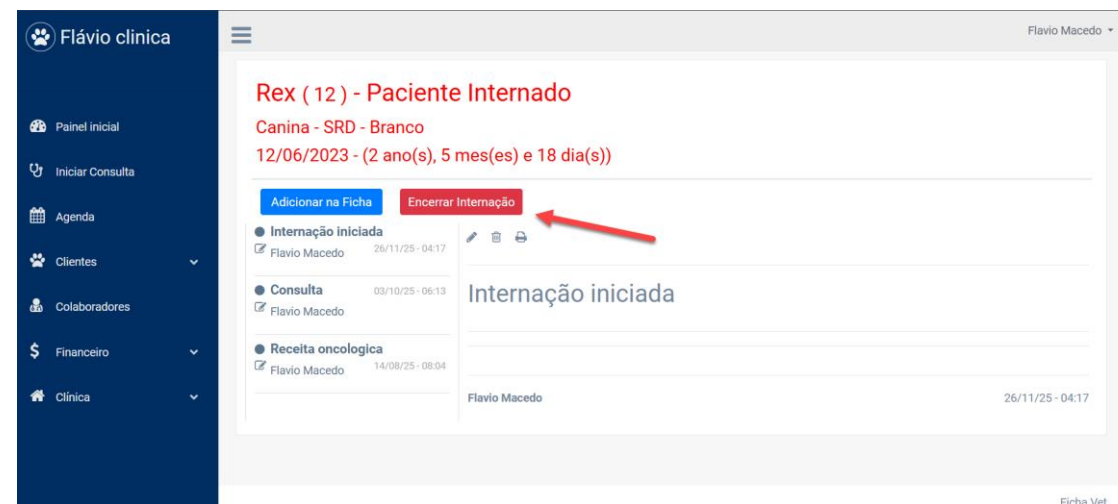 Flávio clinica
Flavio Macedo
Painel inicial
Iniciar Consulta
Agenda
Clientes
Colaboradores
Financeiro
Clínica
Rex ( 12 ) - Paciente Internado
Canina - SRD - Branco
12/06/2023 - (2 ano(s), 5 mes(es) e 18 dia(s))
Adicionar na Ficha
Encerrar Internação
Internação iniciada
Flavio Macedo 26/11/25 - 04:17
Consulta 03/10/25 - 06:13
Flavio Macedo
Receita oncologica
Flavio Macedo 14/08/25 - 08:04
Internação iniciada
Flavio Macedo 26/11/25 - 04:17
Ficha Vet